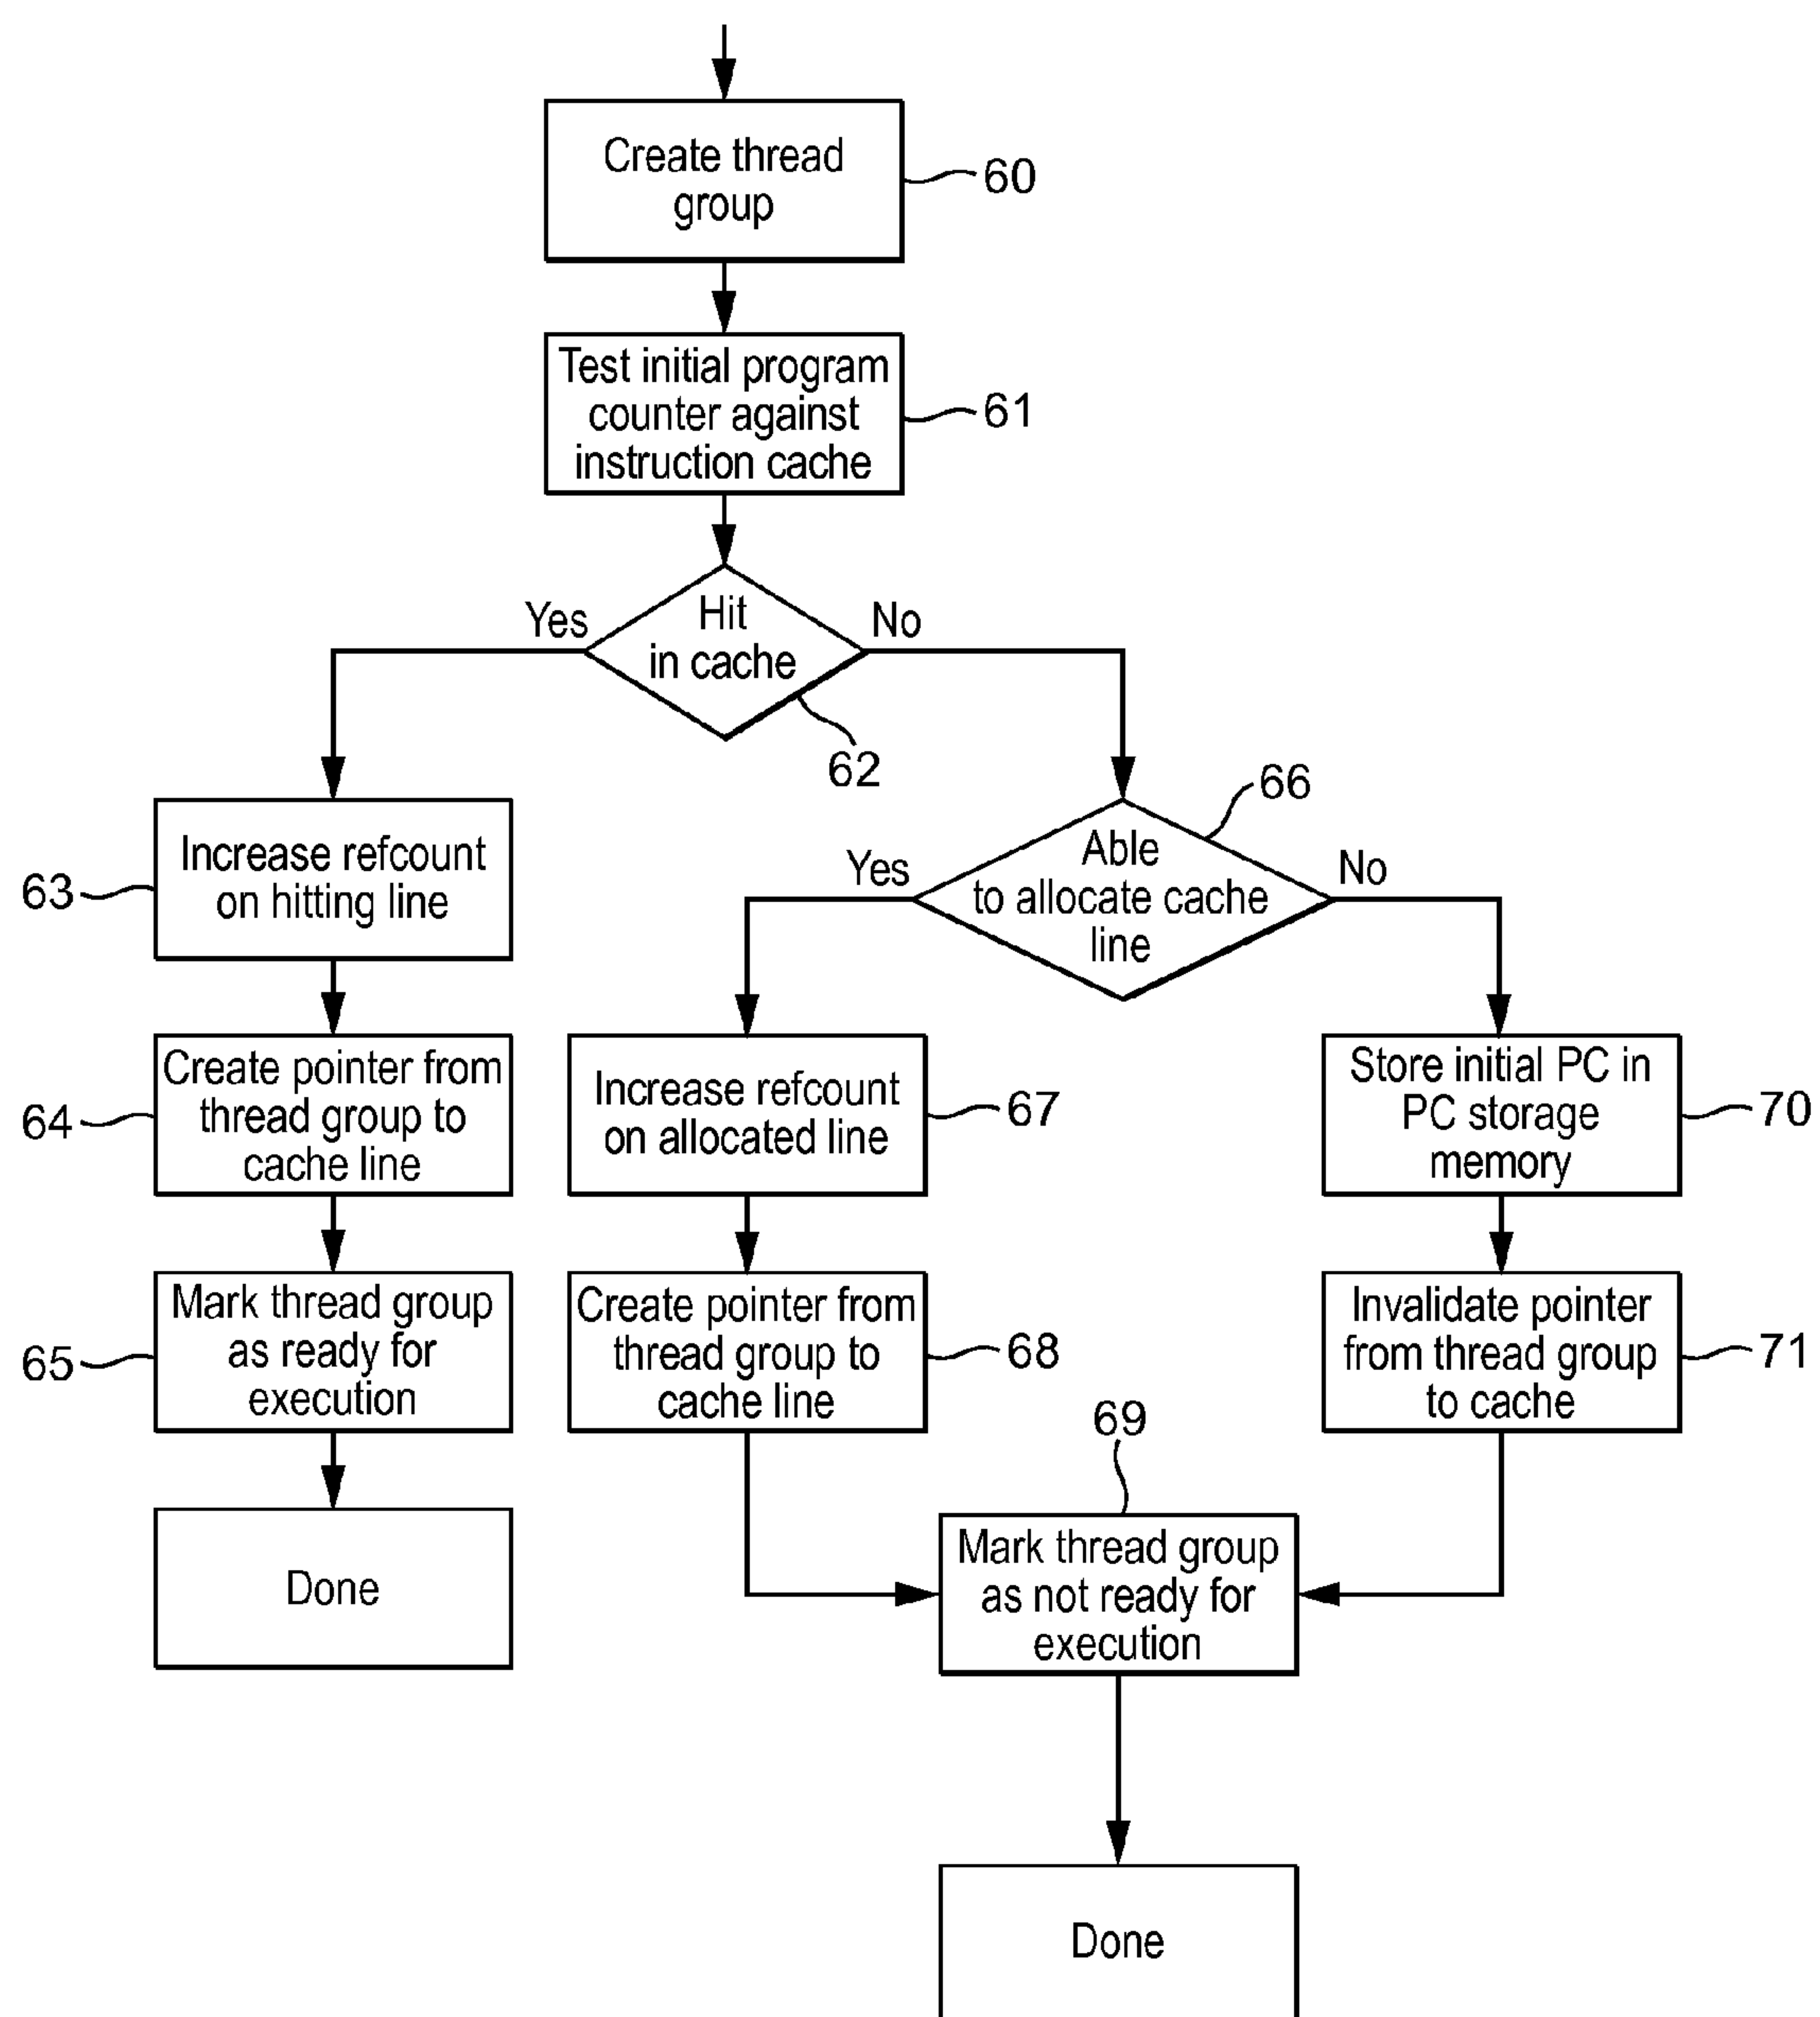 Create thread
group
60
Test initial program
counter against
instruction cache
61
Hit
in cache
Yes
No
62
Increase refcount
on hitting line
63
Able
to allocate cache
line
66
Yes
No
Create pointer from
thread group to
cache line
64
Increase refcount
on allocated line
67
Store initial PC in
PC storage
memory
70
Mark thread group
as ready for
execution
65
Create pointer from
thread group to
cache line
68
Invalidate pointer
from thread group
to cache
71
Done
69
Mark thread group
as not ready for
execution
Done